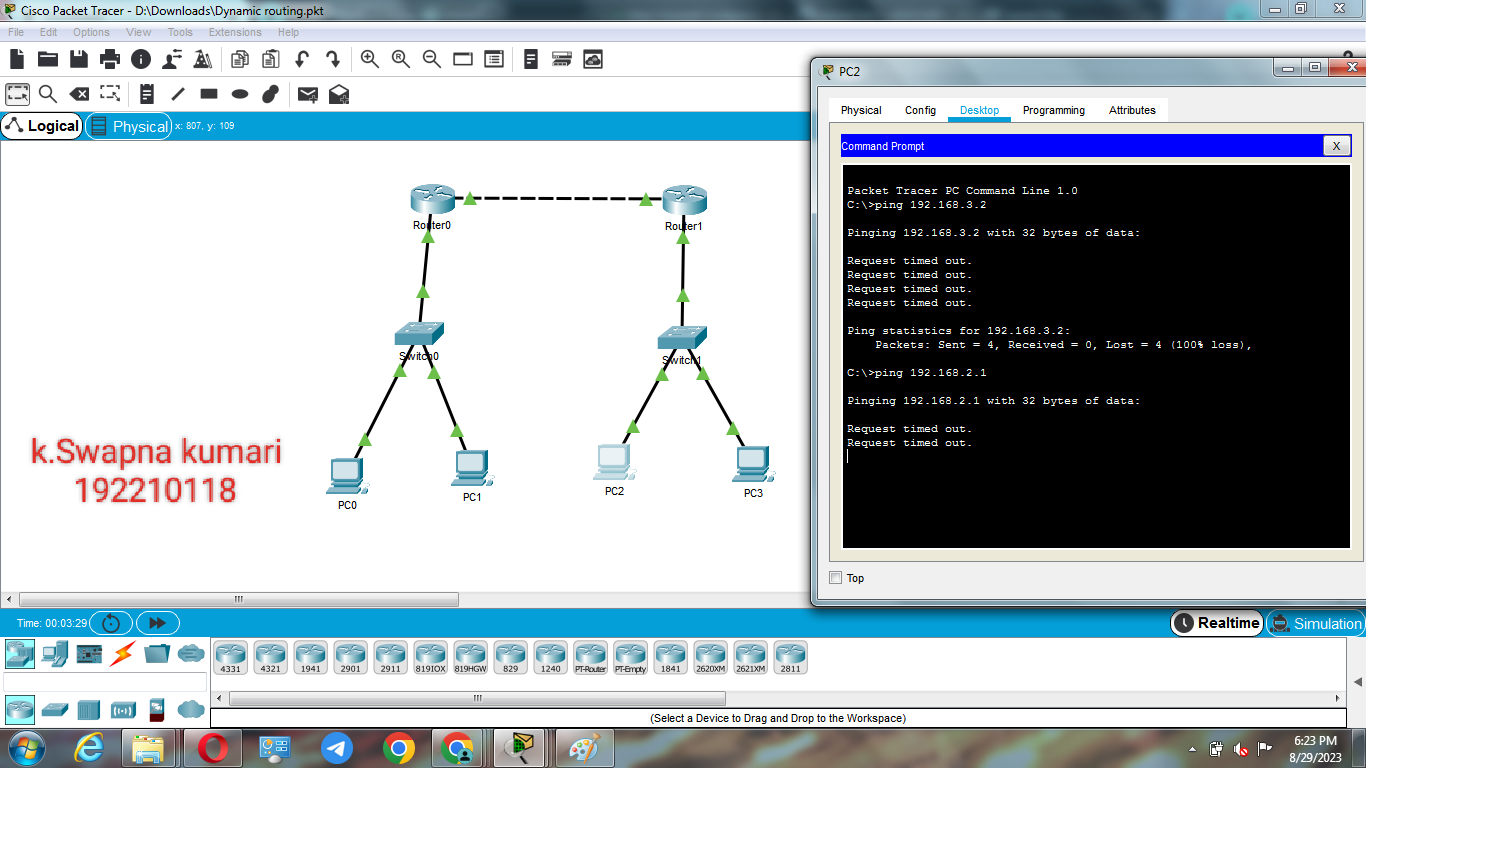 Cisco Packet Tracer - D:\Downloads\Dynamic routing.pkt
File Edit Options View Tools Extensions Help
Logical Physical x: 807, y: 109
PC2
Physical Config Desktop Programming Attributes
Command Prompt X
Packet Tracer PC Command Line 1.0
C:\>ping 192.168.3.2
Pinging 192.168.3.2 with 32 bytes of data:
Request timed out.
Request timed out.
Request timed out.
Request timed out.
Ping statistics for 192.168.3.2:
Packets: Sent = 4, Received = 0, Lost = 4 (100% loss),
C:\>ping 192.168.2.1
Pinging 192.168.2.1 with 32 bytes of data:
Request timed out.
Request timed out.
Top
Router0
Router1
Switch0
Switch1
PC0
PC1
PC2
PC3
k.Swapna kumari
192210118
Time: 00:03:29
Realtime Simulation
4331 4321 1941 2901 2911 819IOX 819HGW 829 1240 PT-Router PT-Empty 1841 2620XM 2621XM 2811
(Select a Device to Drag and Drop to the Workspace)
6:23 PM
8/29/2023